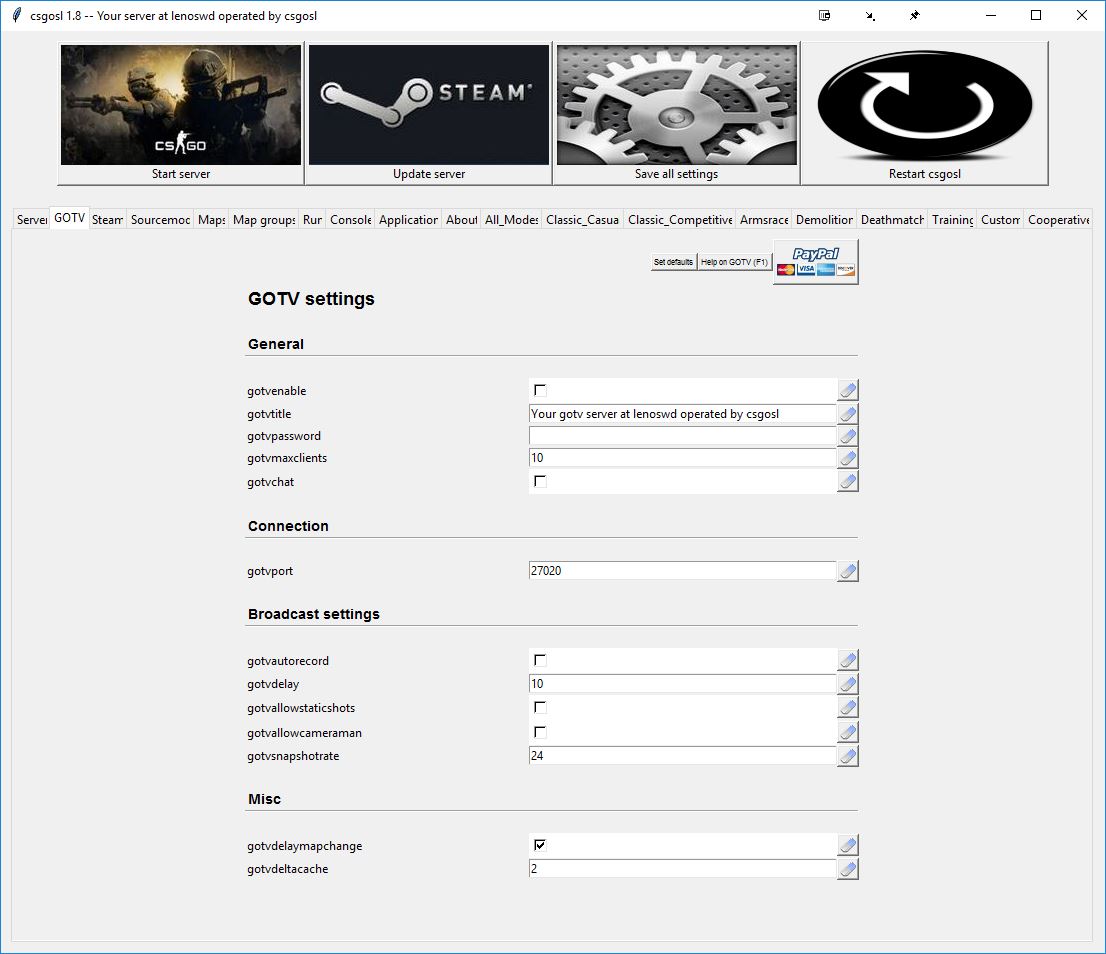 csgosl 1.8 -- Your server at lenoswd operated by csgosl
CS GO
STEAM
Start server
Update server
Save all settings
Restart csgosl
Server GOTV Steam Sourcemod Maps Map groups Run Console Application About All_Modes Classic_Casua Classic_Competitive Armsrace Demolition Deathmatch Training Custom Cooperative
Set defaults
Help on GOTV (F1)
PayPal
VISA
GOTV settings
General
gotvenable
gotvtitle Your gotv server at lenoswd operated by csgosl
gotvpassword
gotvmaxclients 10
gotvchat
Connection
gotvport 27020
Broadcast settings
gotvautorecord
gotvdelay 10
gotvallowstaticshots
gotvallowcameraman
gotvsnapshotrate 24
Misc
gotvdelaymapchange
gotvdeltacache 2